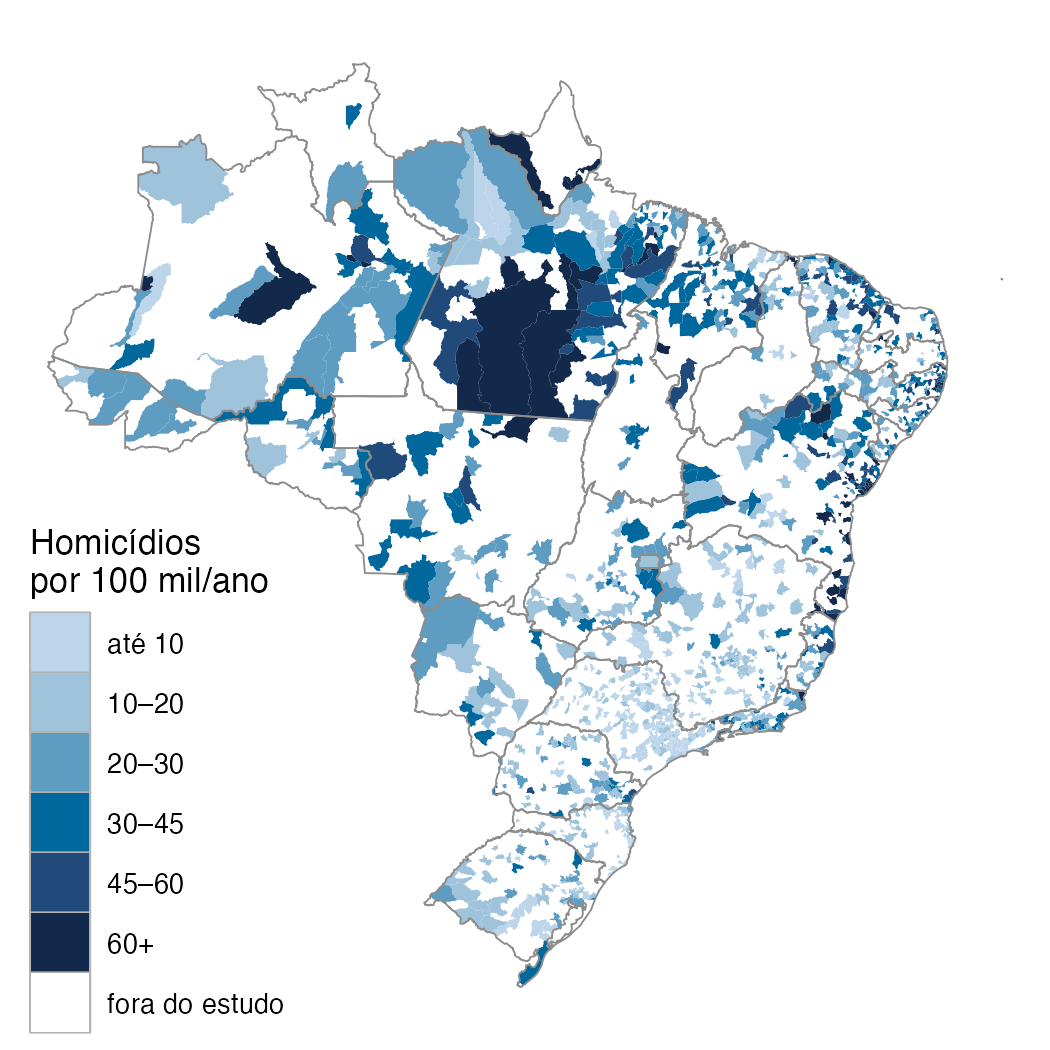 Homicídios
por 100 mil/ano
até 10
10–20
20–30
30–45
45–60
60+
fora do estudo